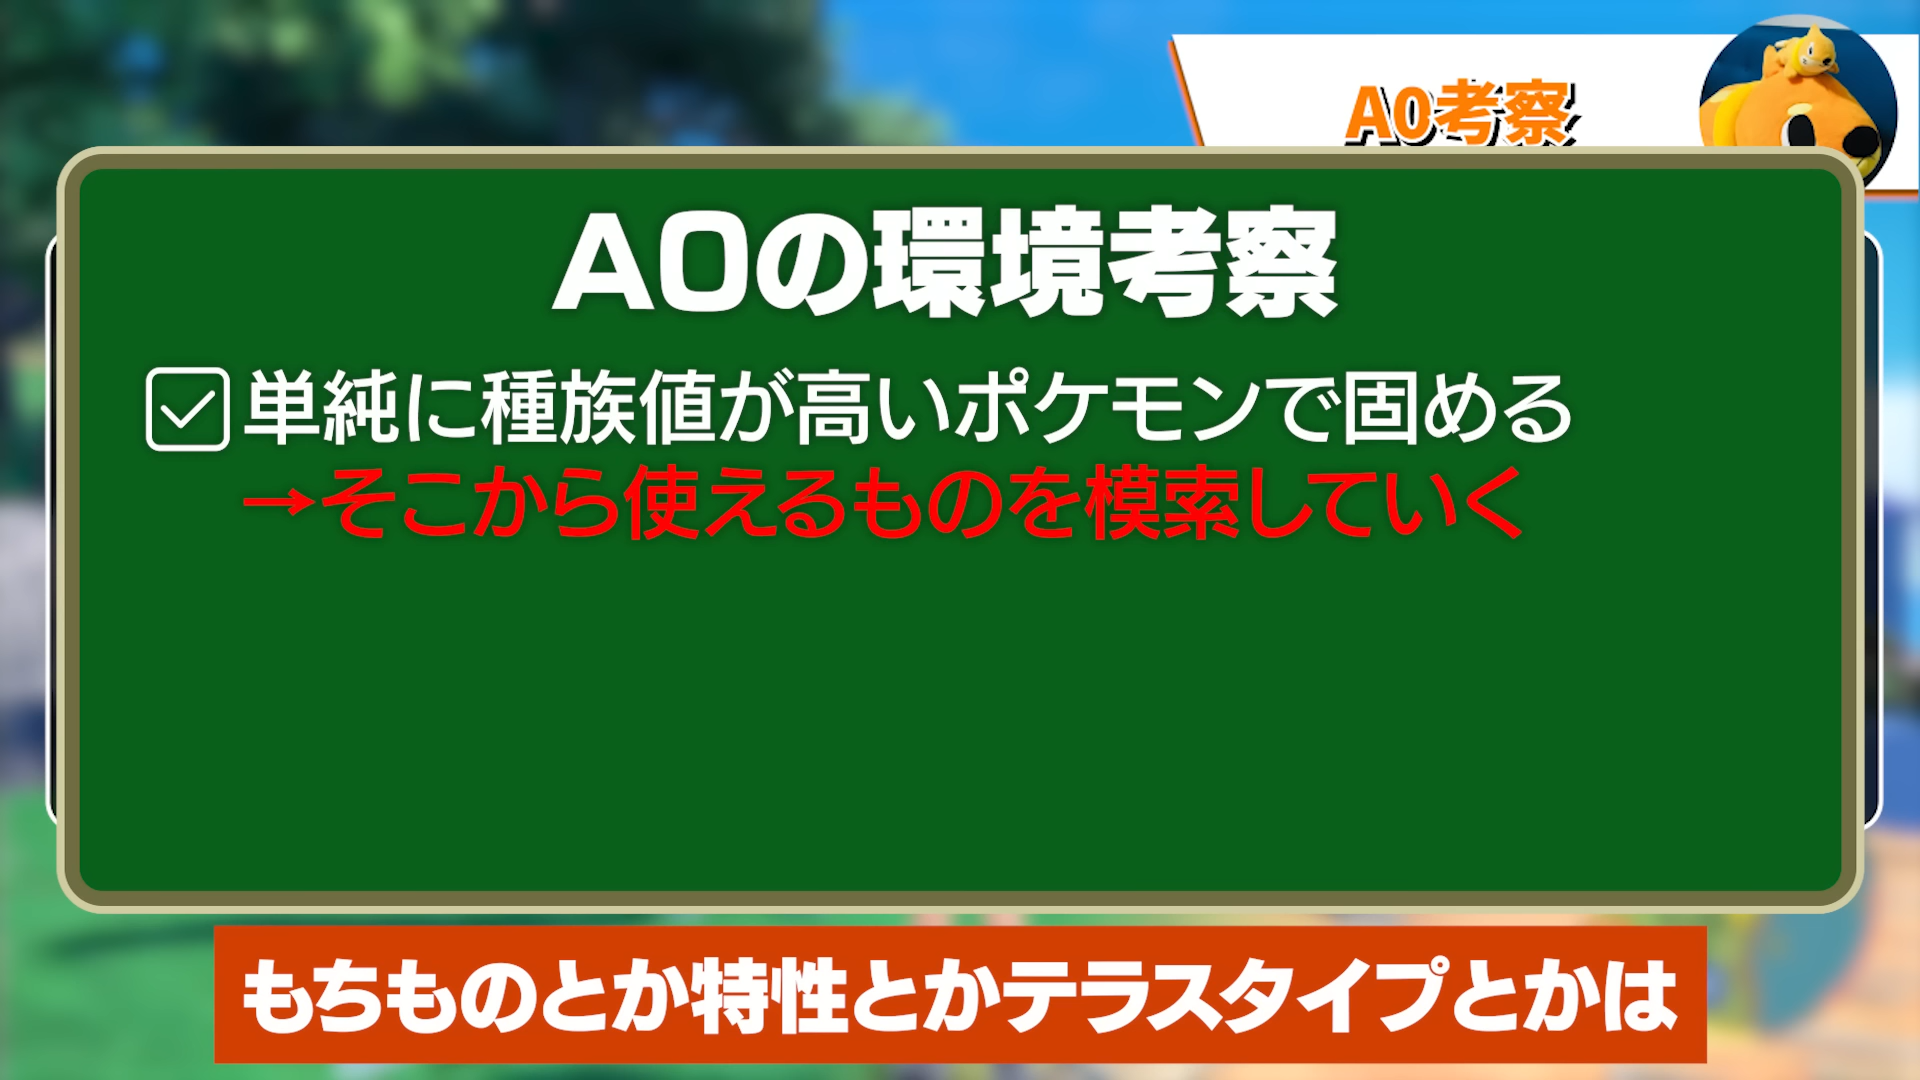 A0考察
A0の環境考察
単純に種族値が高いポケモンで固める
→そこから使えるものを模索していく
もちものとか特性とかテラスタイプとかは